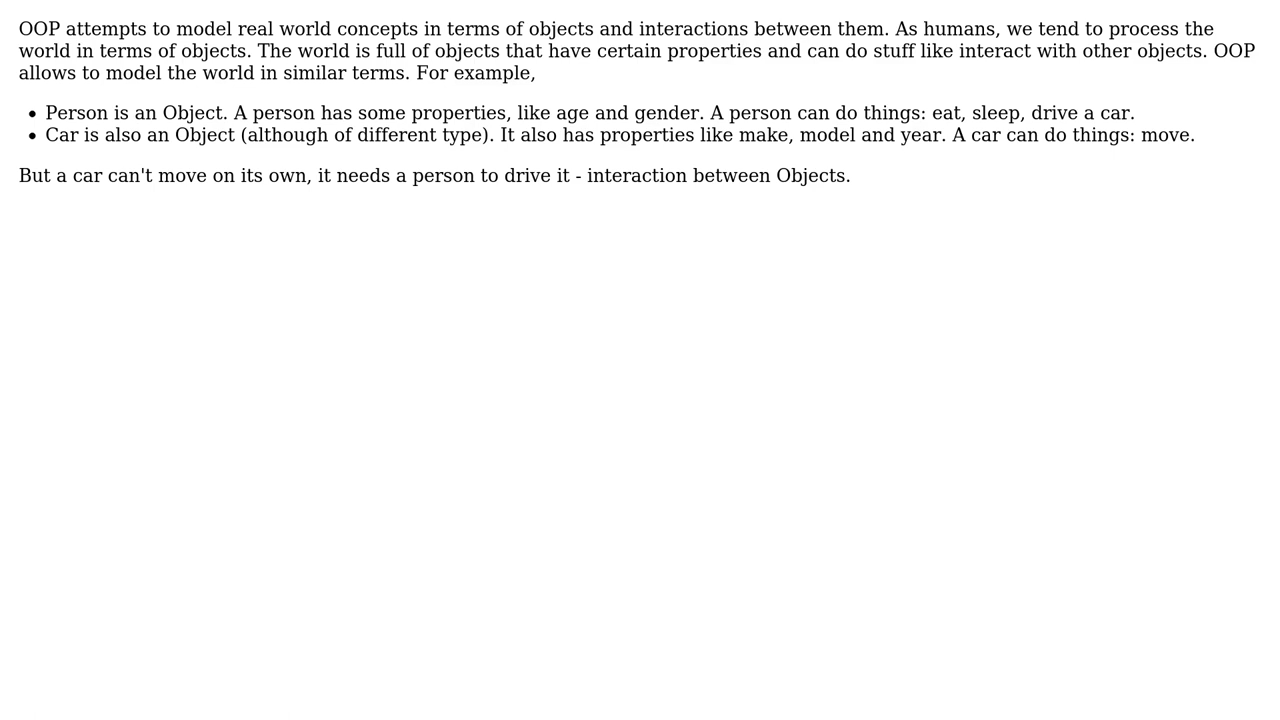 OOP attempts to model real world concepts in terms of objects and interactions between them. As humans, we tend to process the
world in terms of objects. The world is full of objects that have certain properties and can do stuff like interact with other objects. OOP
allows to model the world in similar terms. For example,
• Person is an Object. A person has some properties, like age and gender. A person can do things: eat, sleep, drive a car.
• Car is also an Object (although of different type). It also has properties like make, model and year. A car can do things: move.
But a car can't move on its own, it needs a person to drive it - interaction between Objects.